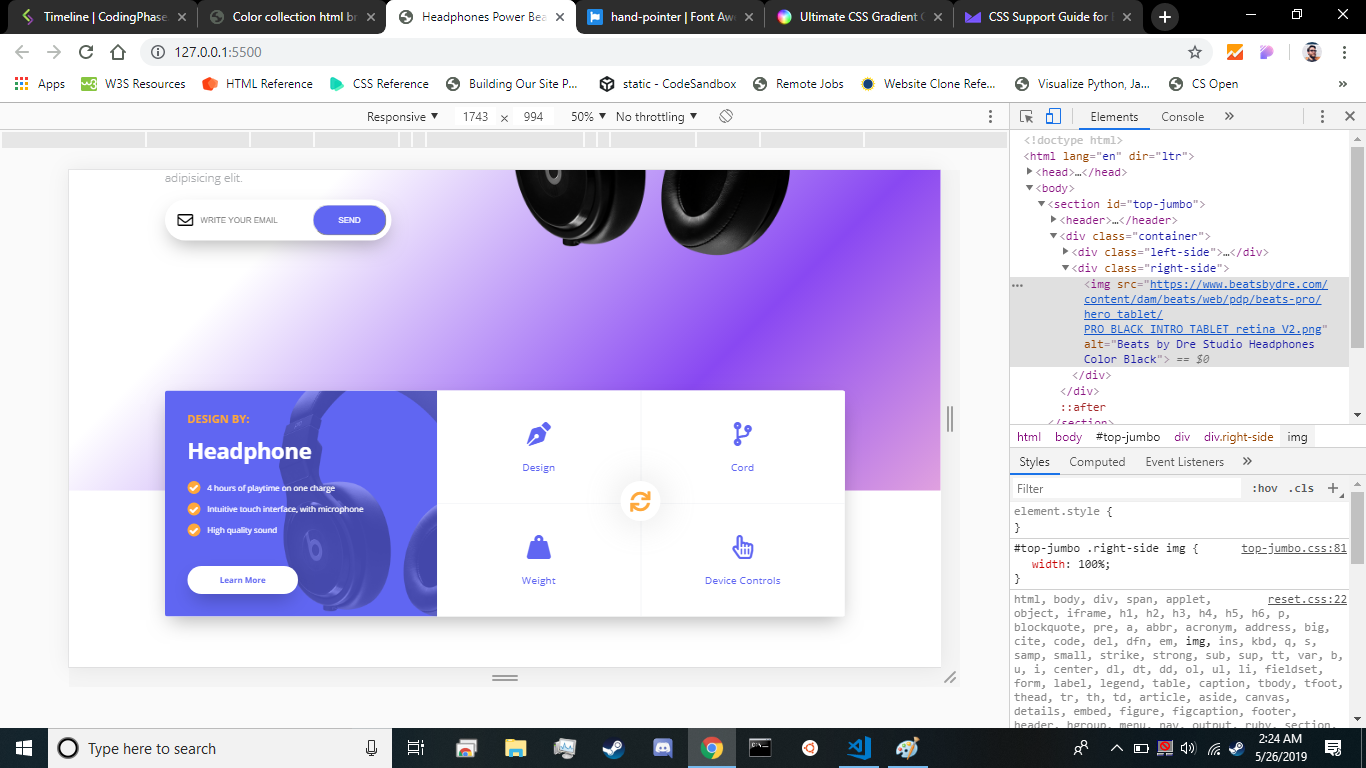 Timeline | CodingPhase
Color collection html br
Headphones Power Bea
hand-pointer | Font Awe
Ultimate CSS Gradient
CSS Support Guide for
127.0.0.1:5500
Apps
W3S Resources
HTML Reference
CSS Reference
Building Our Site P...
static - CodeSandbox
Remote Jobs
Website Clone Refe...
Visualize Python, Ja...
CS Open
»
Responsive ▼ 1743 × 994 50% ▼ No throttling ▼
Elements Console »
adipisicing elit.
WRITE YOUR EMAIL
SEND
DESIGN BY:
Headphone
4 hours of playtime on one charge
Intuitive touch interface, with microphone
High quality sound
Learn More
Design
Cord
Weight
Device Controls
<!doctype html>
<html lang="en" dir="ltr">
▶<head>…</head>
▼<body>
▼<section id="top-jumbo">
▶<header>…</header>
▼<div class="container">
▶<div class="left-side">…</div>
▼<div class="right-side">
<img src="https://www.beatsbydre.com/
content/dam/beats/web/pdp/beats-pro/
hero_tablet/
PRO_BLACK_INTRO_TABLET_retina_V2.png"
alt="Beats by Dre Studio Headphones
Color Black"> == $0
</div>
</div>
::after
</section>
html body #top-jumbo div div.right-side img
Styles Computed Event Listeners »
Filter :hov .cls +
element.style {
}
#top-jumbo .right-side img { top-jumbo.css:81
width: 100%;
}
html, body, div, span, applet, reset.css:22
object, iframe, h1, h2, h3, h4, h5, h6, p,
blockquote, pre, a, abbr, acronym, address, big,
cite, code, del, dfn, em, img, ins, kbd, q, s,
samp, small, strike, strong, sub, sup, tt, var, b,
u, i, center, dl, dt, dd, ol, ul, li, fieldset,
form, label, legend, table, caption, tbody, tfoot,
thead, tr, th, td, article, aside, canvas,
details, embed, figure, figcaption, footer,
header, hgroup, menu, nav, output, ruby, section,
Type here to search
2:24 AM
5/26/2019